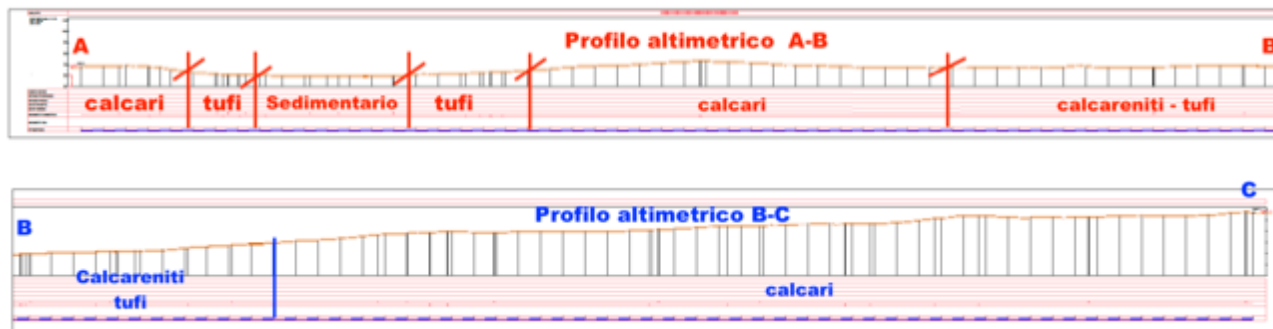 Profilo altimetrico A-B
A
B
calcari
tufi
Sedimentario
tufi
calcari
calcareniti - tufi
C
B
Profilo altimetrico B-C
Calcareniti
tufi
calcari